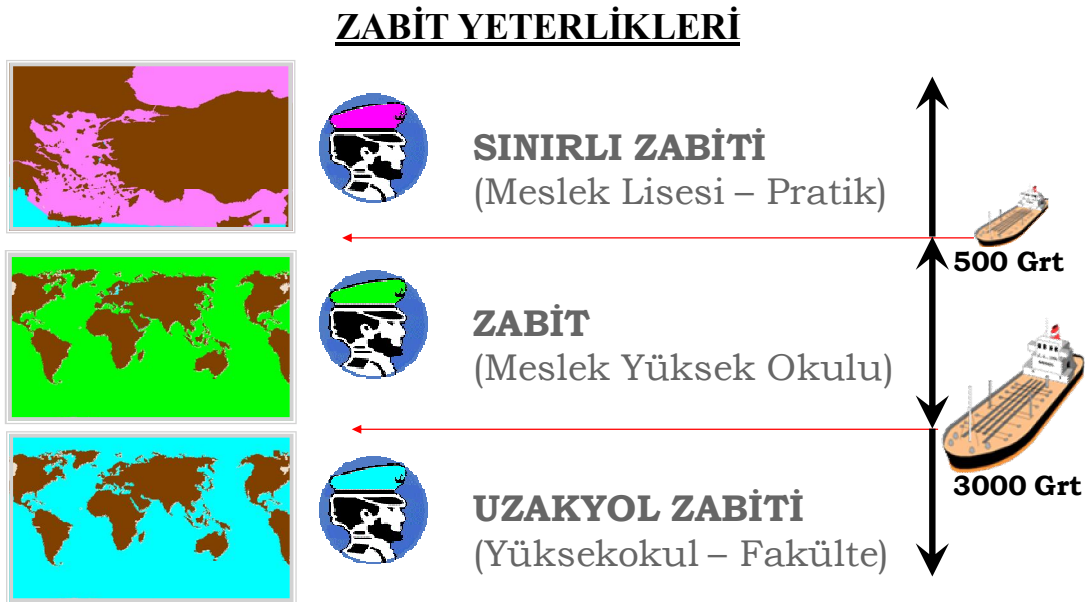 ZABİT YETERLİKLERİ
SINIRLI ZABİTİ
(Meslek Lisesi – Pratik)
500 Grt
ZABİT
(Meslek Yüksek Okulu)
3000 Grt
UZAKYOL ZABİTİ
(Yüksekokul – Fakülte)